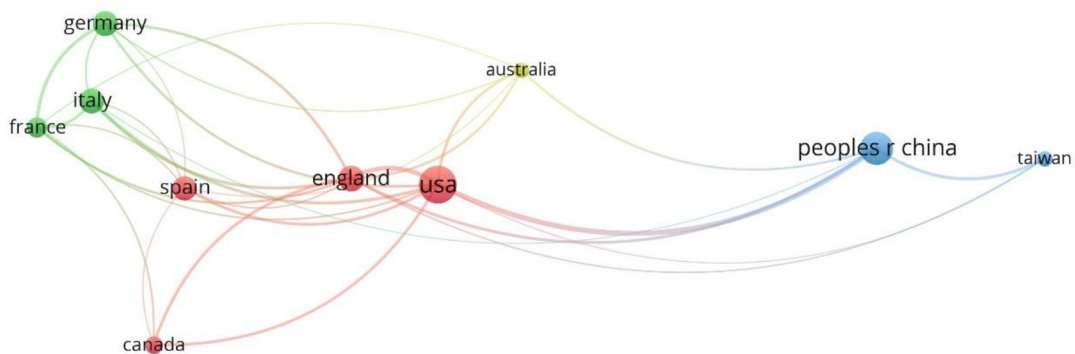 germany
australia
italy
france
peoples r china
taiwan
spain
england
usa
canada